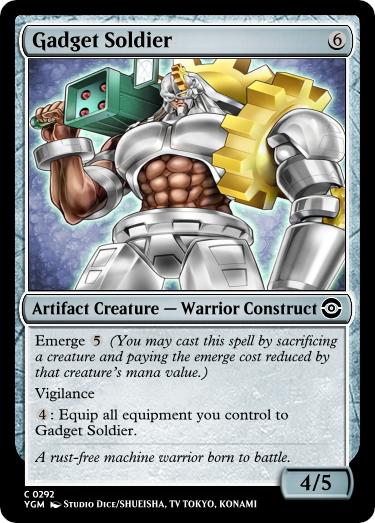 Gadget Soldier 6
Artifact Creature — Warrior Construct
Emerge 5 (You may cast this spell by sacrificing
a creature and paying the emerge cost reduced by
that creature's mana value.)
Vigilance
4: Equip all equipment you control to
Gadget Soldier.
A rust-free machine warrior born to battle.
4/5
C 0292
YGM Studio Dice/SHUEISHA, TV TOKYO, KONAMI